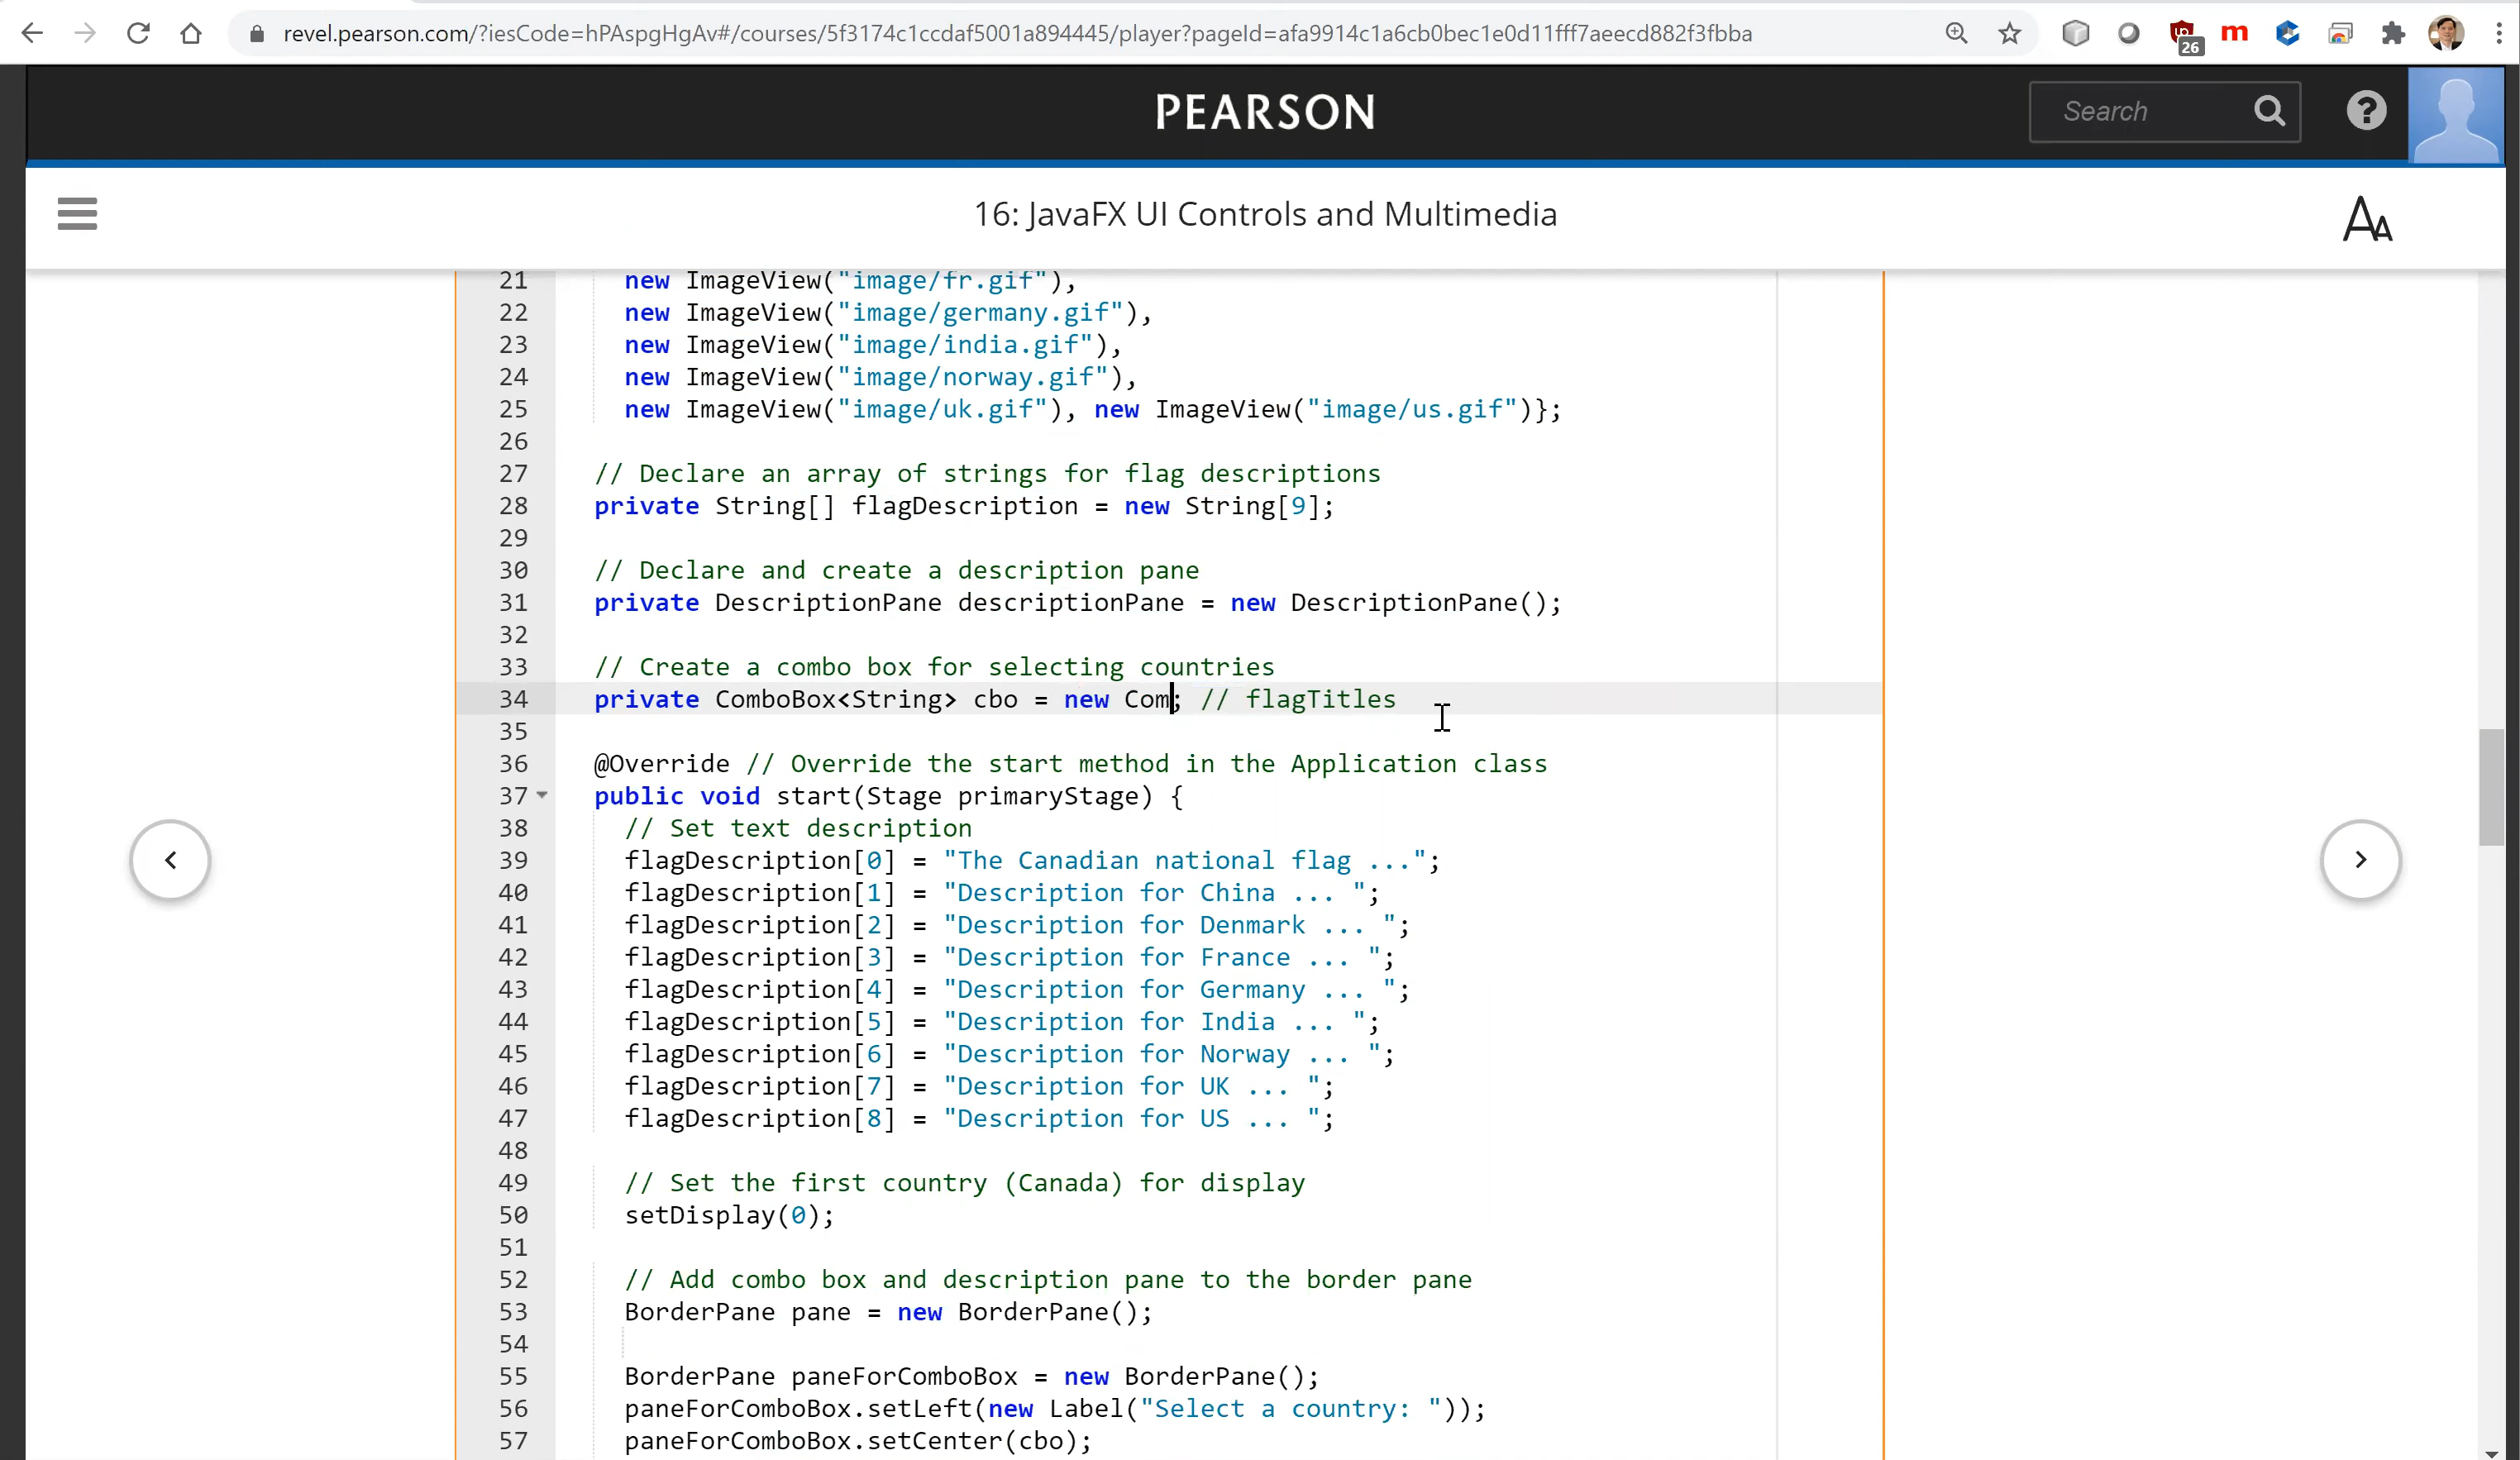 revel.pearson.com/?iesCode=hPAspgHgAv#/courses/5f3174c1ccdaf5001a894445/player?pageId=afa9914c1a6cb0bec1e0d11fff7aeecd882f3fbba
26
m
PEARSON
Search
?
16: JavaFX UI Controls and Multimedia
AA
21 new ImageView("image/fr.gif"),
22 new ImageView("image/germany.gif"),
23 new ImageView("image/india.gif"),
24 new ImageView("image/norway.gif"),
25 new ImageView("image/uk.gif"), new ImageView("image/us.gif")};
26
27 // Declare an array of strings for flag descriptions
28 private String[] flagDescription = new String[9];
29
30 // Declare and create a description pane
31 private DescriptionPane descriptionPane = new DescriptionPane();
32
33 // Create a combo box for selecting countries
34 private ComboBox<String> cbo = new Com; // flagTitles
35
36 @Override // Override the start method in the Application class
37 public void start(Stage primaryStage) {
38 // Set text description
39 flagDescription[0] = "The Canadian national flag ...";
40 flagDescription[1] = "Description for China ... ";
41 flagDescription[2] = "Description for Denmark ... ";
42 flagDescription[3] = "Description for France ... ";
43 flagDescription[4] = "Description for Germany ... ";
44 flagDescription[5] = "Description for India ... ";
45 flagDescription[6] = "Description for Norway ... ";
46 flagDescription[7] = "Description for UK ... ";
47 flagDescription[8] = "Description for US ... ";
48
49 // Set the first country (Canada) for display
50 setDisplay(0);
51
52 // Add combo box and description pane to the border pane
53 BorderPane pane = new BorderPane();
54
55 BorderPane paneForComboBox = new BorderPane();
56 paneForComboBox.setLeft(new Label("Select a country: "));
57 paneForComboBox.setCenter(cbo);